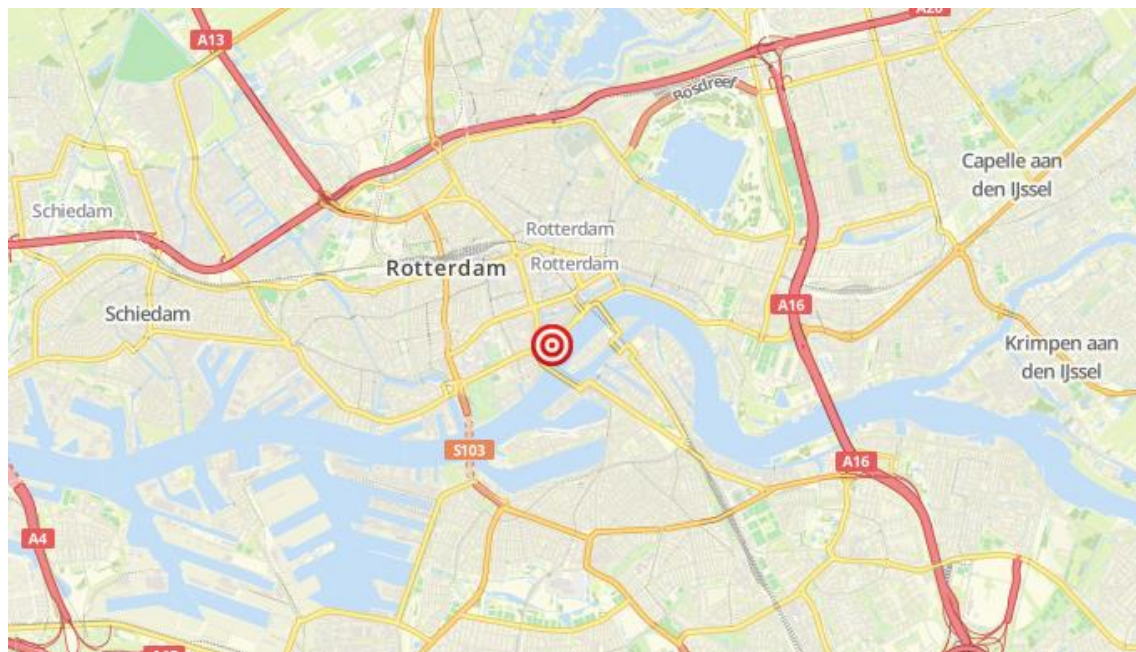 A20
A13
Bosdreef
Capelle aan
den IJssel
Schiedam
Rotterdam
Rotterdam
Rotterdam
A16
Schiedam
Krimpen aan
den IJssel
S103
A16
A4